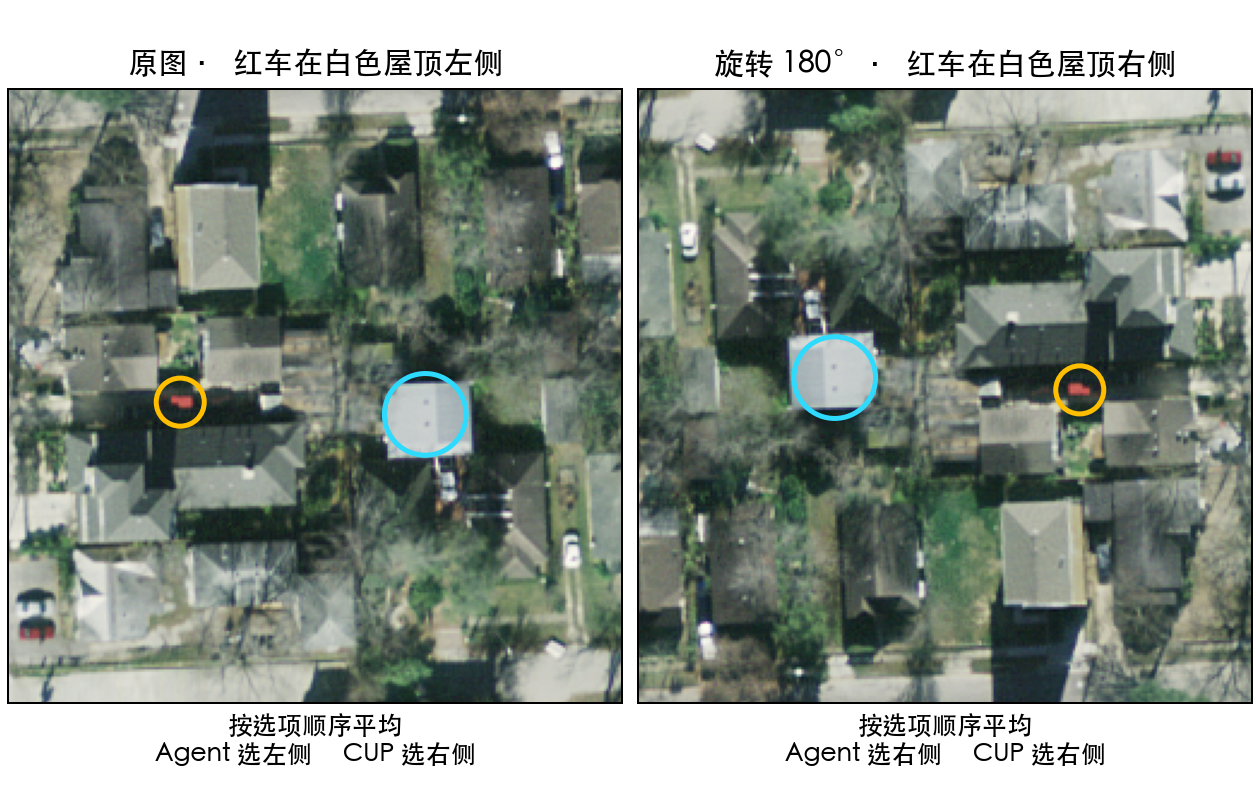 原图 · 红车在白色屋顶左侧
旋转 180° · 红车在白色屋顶右侧
按选项顺序平均
Agent 选左侧 CUP 选右侧
按选项顺序平均
Agent 选右侧 CUP 选右侧